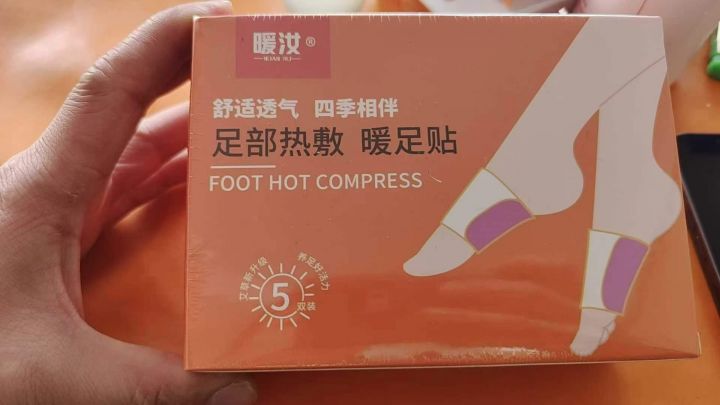 暖汝®
舒适透气 四季相伴
足部热敷 暖足贴
FOOT HOT COMPRESS
艾草新升级
养足好活力
5
双装